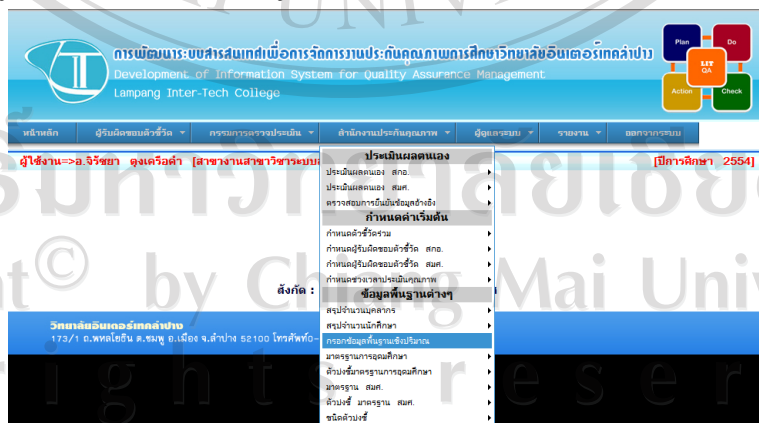 การพัฒนาระบบสารสนเทศเพื่อการจัดการงานประกันคุณภาพการศึกษาวิทยาลัยอินเตอร์เทคลำปาง
Development of Information System for Quality Assurance Management
Lampang Inter-Tech College
Plan Do
LIT QA
Action Check
หน้าหลัก ผู้รับผิดชอบตัวชี้วัด กรรมการตรวจประเมิน สำนักงานประกันคุณภาพ ผู้ดูแลระบบ รายงาน ออกจากระบบ
ผู้ใช้งาน=>อ.จิรัชยา ตุงเครือคำ [สาขางานสาขาวิชาระบบ [ปีการศึกษา 2554]
ประเมินผลตนเอง
ประเมินผลตนเอง สกอ.
ประเมินผลตนเอง สมศ.
ตรวจสอบการยืนยันข้อมูลอ้างอิง
กำหนดค่าเริ่มต้น
กำหนดตัวชี้วัดร่วม
กำหนดผู้รับผิดชอบตัวชี้วัด สกอ.
กำหนดผู้รับผิดชอบตัวชี้วัด สมศ.
กำหนดช่วงเวลาประเมินคุณภาพ
สังกัด :
ข้อมูลพื้นฐานต่างๆ
สรุปจำนวนบุคลากร
สรุปจำนวนนักศึกษา
กรอกข้อมูลพื้นฐานเชิงปริมาณ
มาตรฐานการอุดมศึกษา
ตัวบ่งชี้มาตรฐานการอุดมศึกษา
มาตรฐาน สมศ.
ตัวบ่งชี้ มาตรฐาน สมศ.
ชนิดตัวบ่งชี้
วิทยาลัยอินเตอร์เทคลำปาง
173/1 ถ.พหลโยธิน ต.ชมพู อ.เมือง จ.ลำปาง 52100 โทรศัพท์0-
by Chiang Mai Univ
rights reser